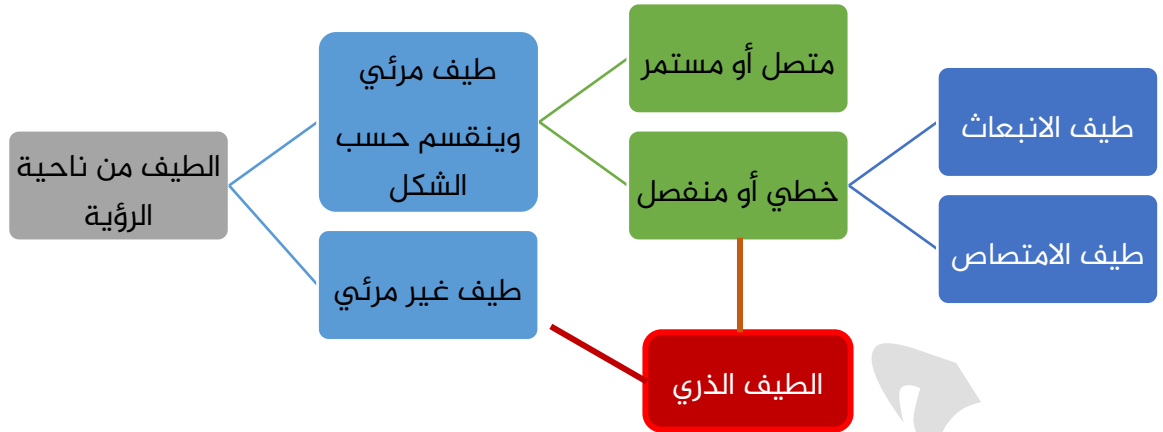 الطيف من ناحية
الرؤية
طيف مرئي
وينقسم حسب
الشكل
طيف غير مرئي
متصل أو مستمر
خطي أو منفصل
الطيف الذري
طيف الانبعاث
طيف الامتصاص